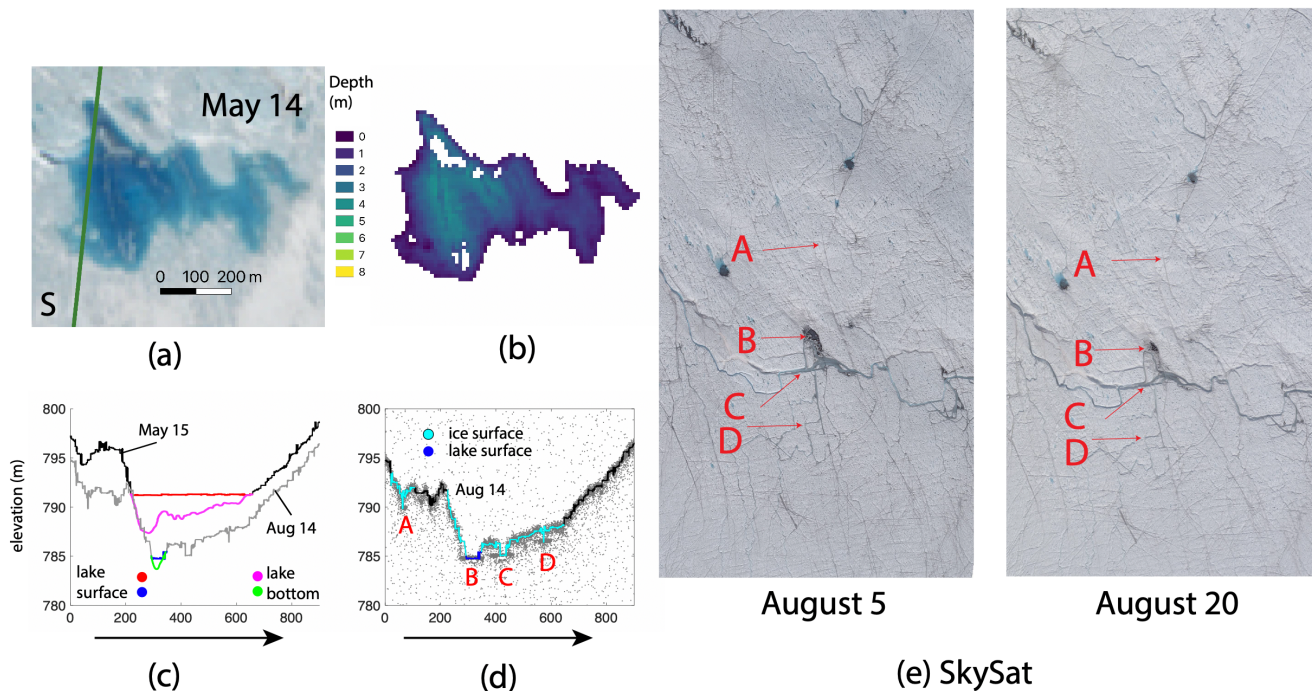 May 14
S
0 100 200 m
(a)
Depth
(m)
0
1
2
3
4
5
6
7
8
(b)
elevation (m)
800
795
790
785
780
0 200 400 600 800
May 15
Aug 14
lake
surface
lake
bottom
(c)
800
795
790
785
780
0 200 400 600 800
ice surface
lake surface
Aug 14
A
B
C
D
(d)
A
B
C
D
August 5
A
B
C
D
August 20
(e) SkySat